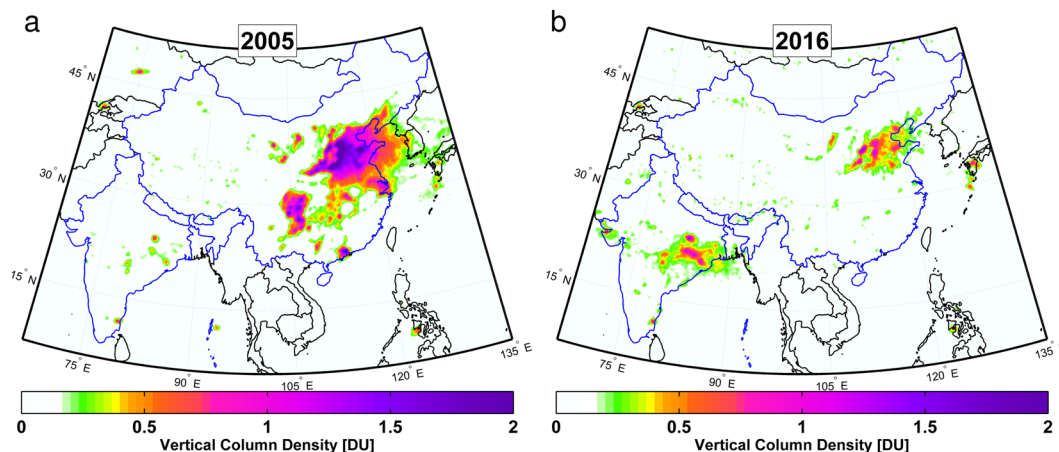 a
2005
45° N
30° N
15° N
75° E
90° E
105° E
120° E
135° E
0
0.5
1
1.5
2
Vertical Column Density [DU]
b
2016
45° N
30° N
15° N
75° E
90° E
105° E
120° E
135° E
0
0.5
1
1.5
2
Vertical Column Density [DU]